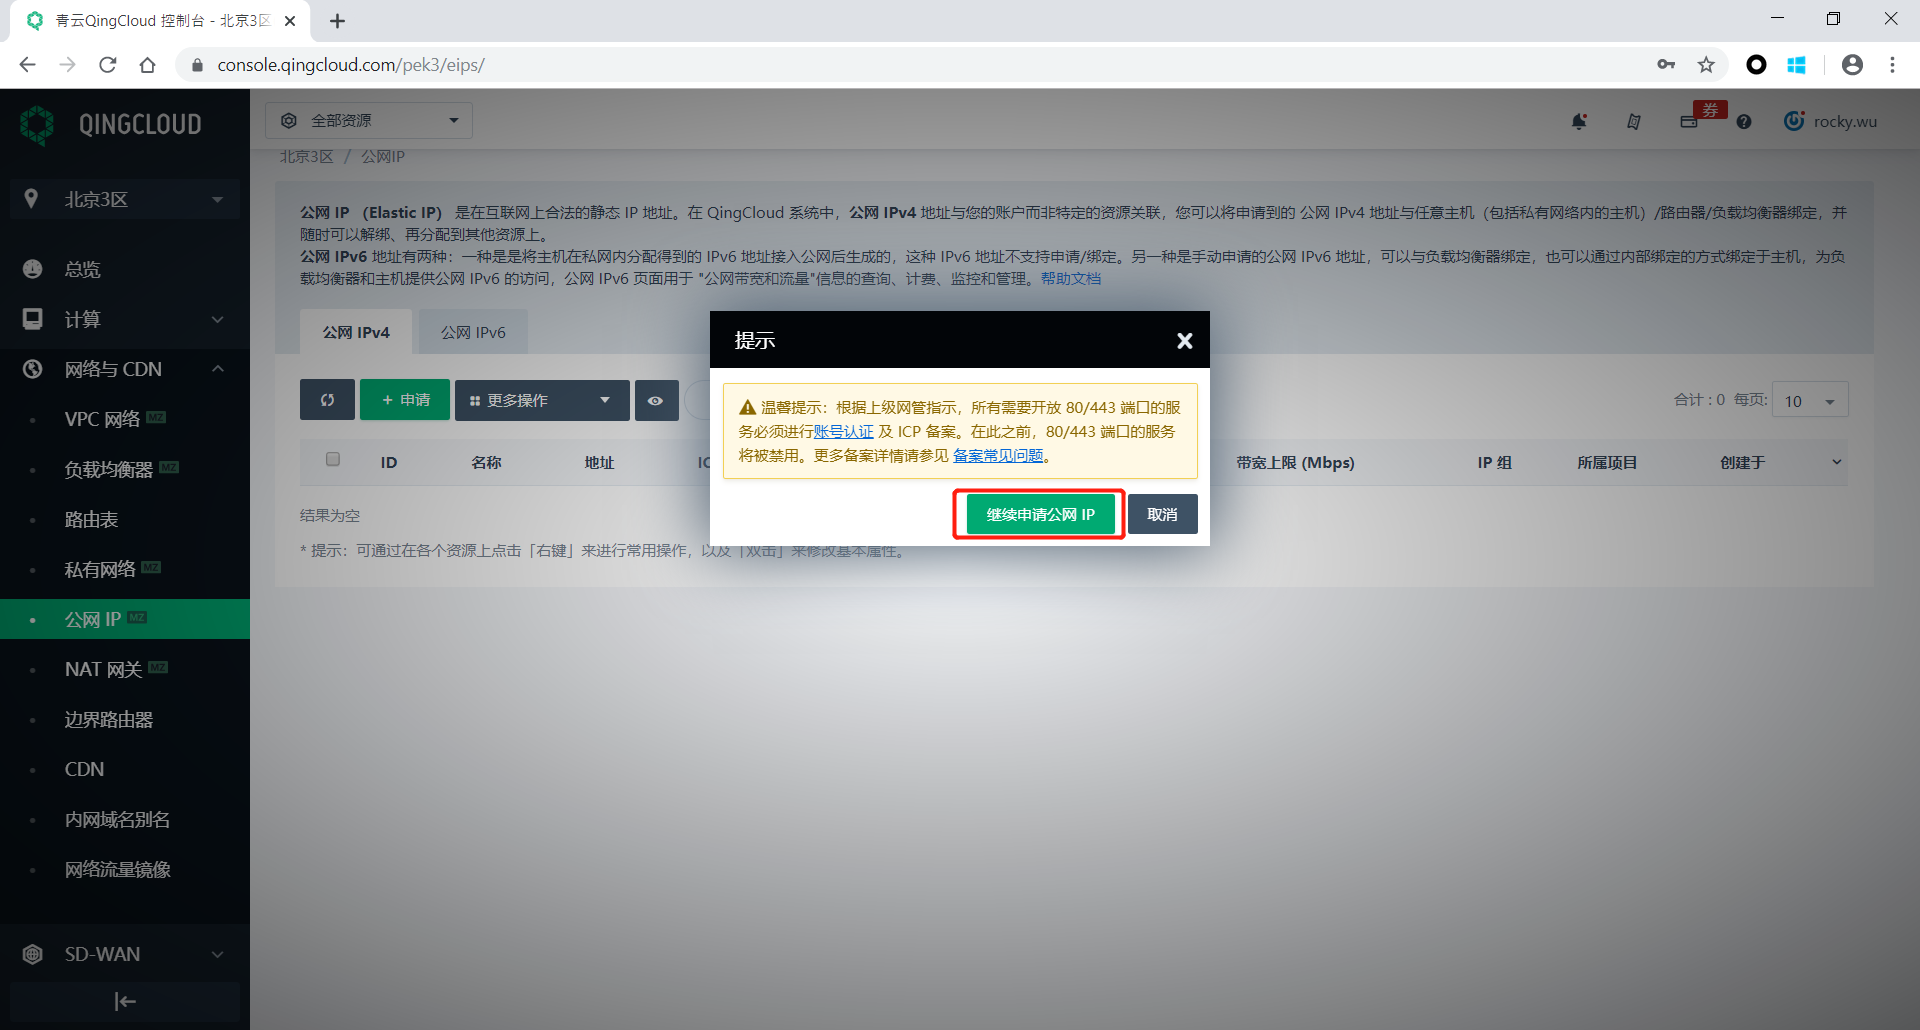 青云QingCloud 控制台 - 北京3区
console.qingcloud.com/pek3/eips/
QINGCLOUD
全部资源
券
rocky.wu
北京3区 / 公网IP
北京3区
公网 IP （Elastic IP） 是在互联网上合法的静态 IP 地址。在 QingCloud 系统中，公网 IPv4 地址与您的账户而非特定的资源关联，您可以将申请到的 公网 IPv4 地址与任意主机（包括私有网络内的主机）/路由器/负载均衡器绑定，并
随时可以解绑、再分配到其他资源上。
公网 IPv6 地址有两种：一种是是将主机在私网内分配得到的 IPv6 地址接入公网后生成的，这种 IPv6 地址不支持申请/绑定。另一种是手动申请的公网 IPv6 地址，可以与负载均衡器绑定，也可以通过内部绑定的方式绑定于主机，为负
载均衡器和主机提供公网 IPv6 的访问，公网 IPv6 页面用于 "公网带宽和流量"信息的查询、计费、监控和管理。帮助文档
总览
计算
网络与 CDN
VPC 网络 MZ
负载均衡器 MZ
路由表
私有网络 MZ
公网 IP MZ
NAT 网关 MZ
边界路由器
CDN
内网域名别名
网络流量镜像
SD-WAN
公网 IPv4
公网 IPv6
+ 申请
更多操作
合计 : 0 每页:
10
ID
名称
地址
IC
带宽上限 (Mbps)
IP 组
所属项目
创建于
结果为空
* 提示：可通过在各个资源上点击「右键」来进行常用操作，以及「双击」来修改基本属性。
提示
温馨提示：根据上级网管指示，所有需要开放 80/443 端口的服
务必须进行账号认证 及 ICP 备案。在此之前，80/443 端口的服务
将被禁用。更多备案详情请参见 备案常见问题。
继续申请公网 IP
取消